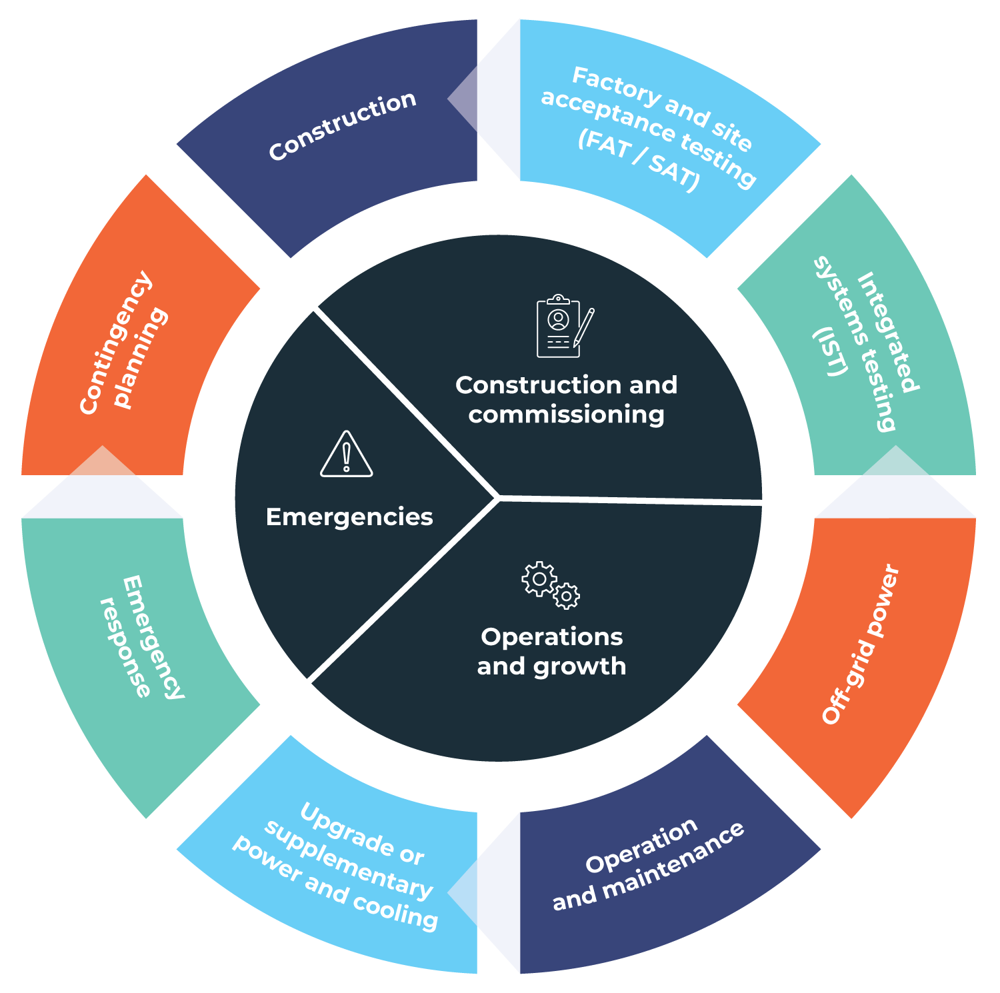 Construction
Factory and site
acceptance testing
(FAT / SAT)
Integrated
systems testing
(IST)
Off-grid power
Operation
and maintenance
Upgrade or
supplementary
power and cooling
Emergency
response
Contingency
planning
Construction and
commissioning
Operations
and growth
Emergencies